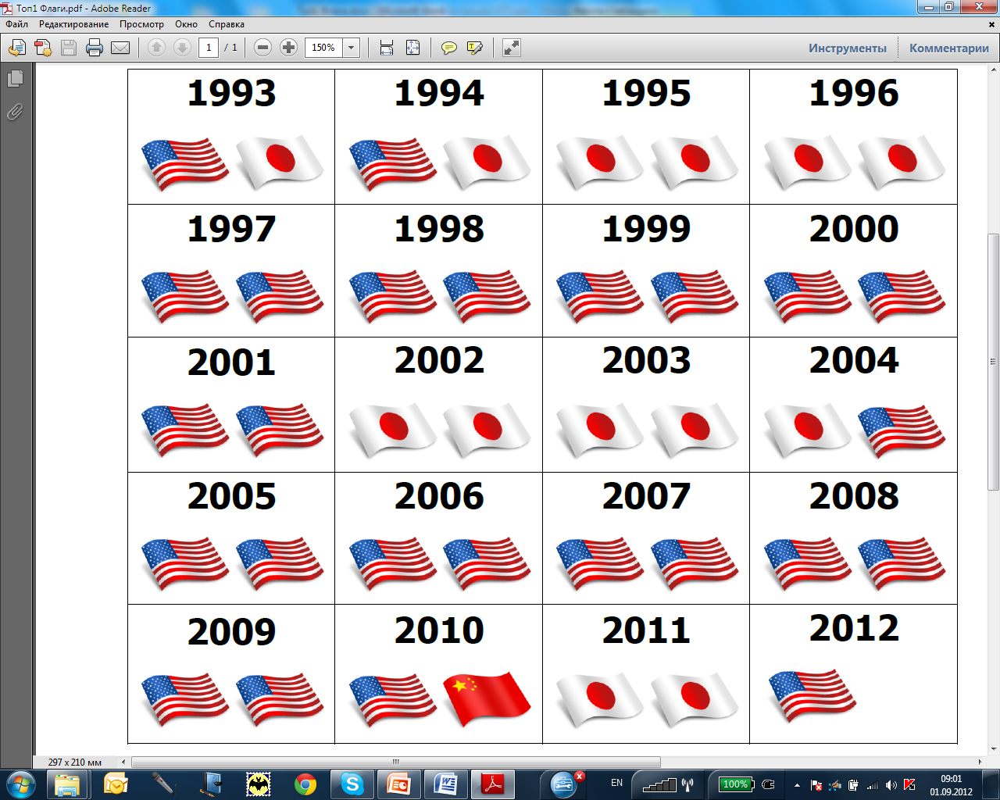 Топ1 Флаги.pdf - Adobe Reader
Файл Редактирование Просмотр Окно Справка
1 / 1 150% Инструменты Комментарии
1993 1994 1995 1996
1997 1998 1999 2000
2001 2002 2003 2004
2005 2006 2007 2008
2009 2010 2011 2012
297 x 210 мм
EN 100% 09:01
01.09.2012